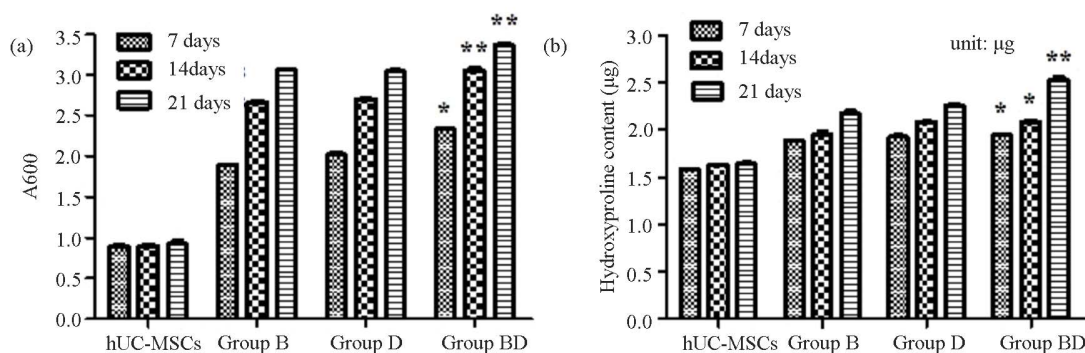 (a)
A600
3.5
3.0
2.5
2.0
1.5
1.0
0.5
0.0
7 days
14days
21 days
*
**
**
hUC-MSCs Group B Group D Group BD
(b)
Hydroxyproline content (μg)
3.0
2.5
2.0
1.5
1.0
0.5
0.0
7 days
14days
21 days
unit: μg
*
*
**
hUC-MSCs Group B Group D Group BD